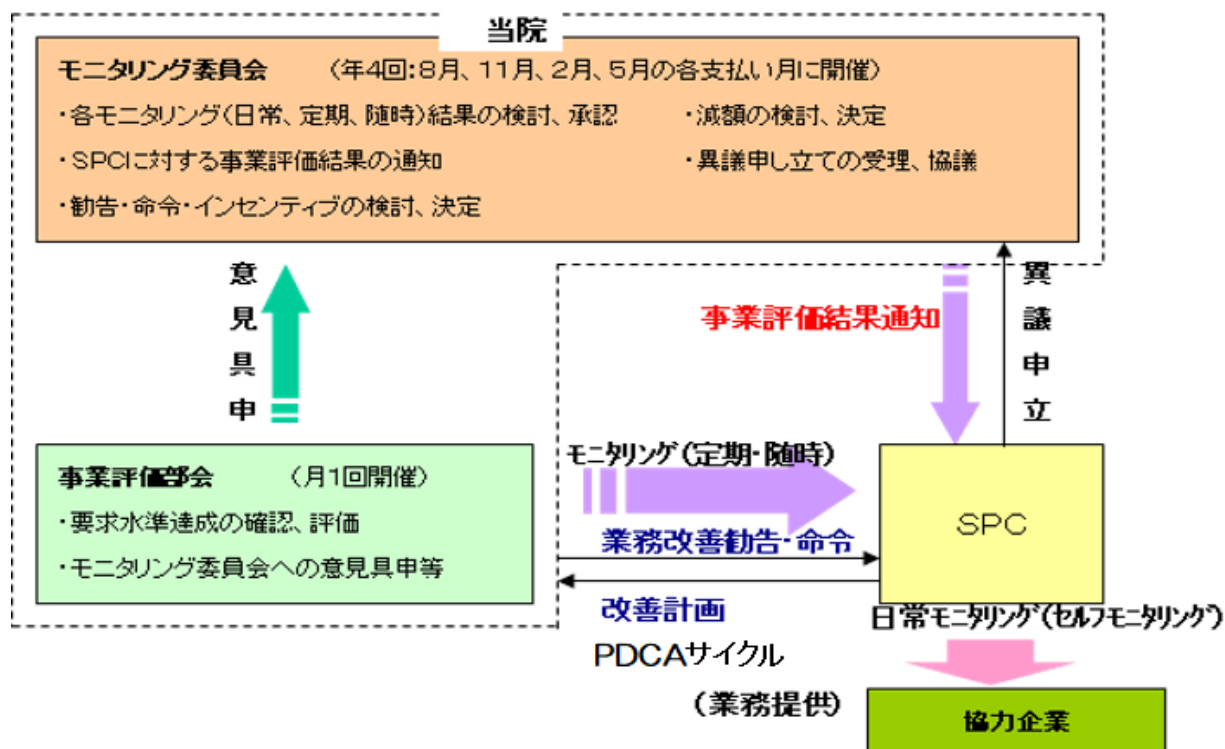 当院
モニタリング委員会　（年4回：8月、11月、2月、5月の各支払い月に開催）
・各モニタリング（日常、定期、随時）結果の検討、承認　・減額の検討、決定
・SPCに対する事業評価結果の通知　・異議申し立ての受理、協議
・勧告・命令・インセンティブの検討、決定
意見具申
事業評価結果通知
異議申立
事業評価部会　（月1回開催）
・要求水準達成の確認、評価
・モニタリング委員会への意見具申等
モニタリング（定期・随時）
業務改善勧告・命令
改善計画
PDCAサイクル
SPC
日常モニタリング（セルフモニタリング）
（業務提供）
協力企業